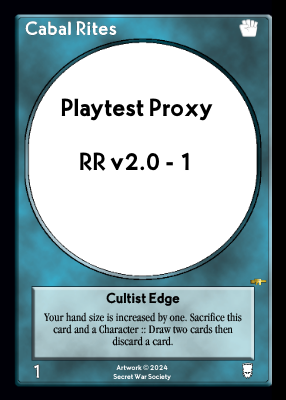 Cabal Rites
Playtest Proxy
RR v2.0 - 1
Cultist Edge
Your hand size is increased by one. Sacrifice this
card and a Character :: Draw two cards then
discard a card.
1
Artwork © 2024
Secret War Society